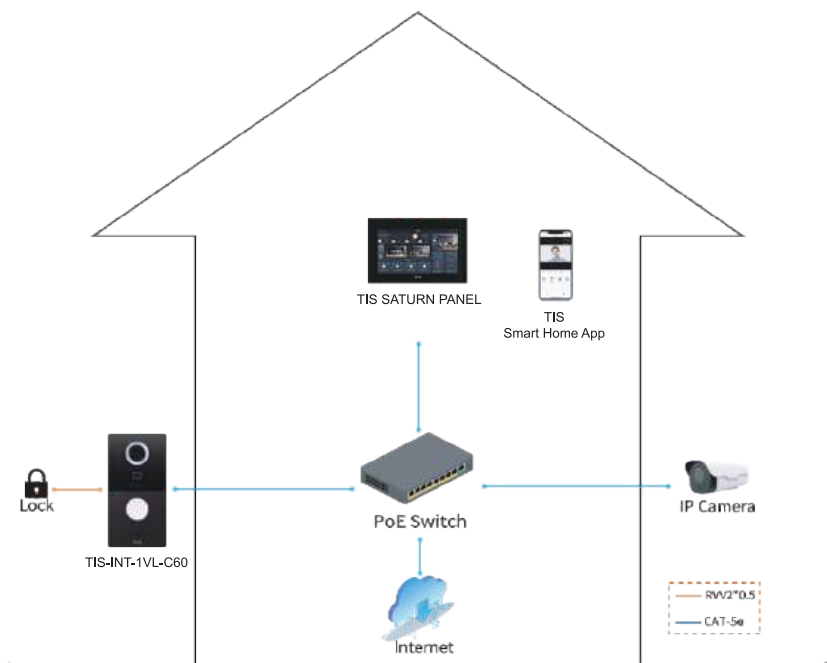 TIS SATURN PANEL
TIS
Smart Home App
Lock
TIS-INT-1VL-C60
PoE Switch
IP Camera
Internet
RVV2*0.5
CAT-5e